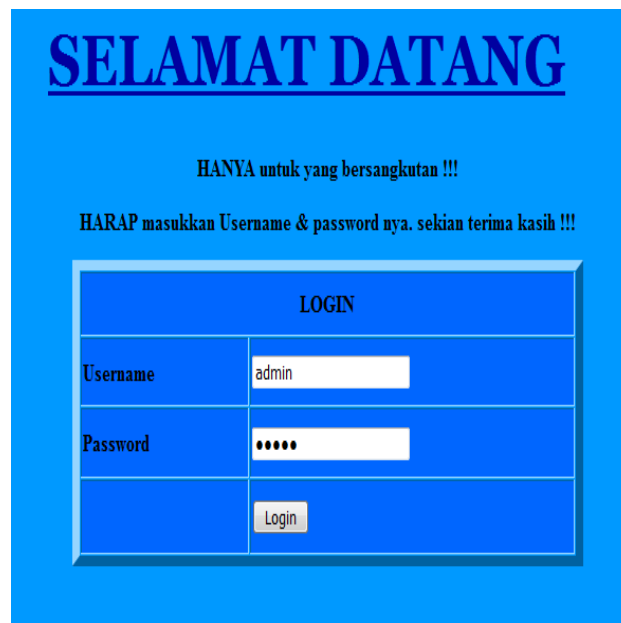 SELAMAT DATANG
HANYA untuk yang bersangkutan !!!
HARAP masukkan Username & password nya. sekian terima kasih !!!
LOGIN
Username admin
Password •••••
Login